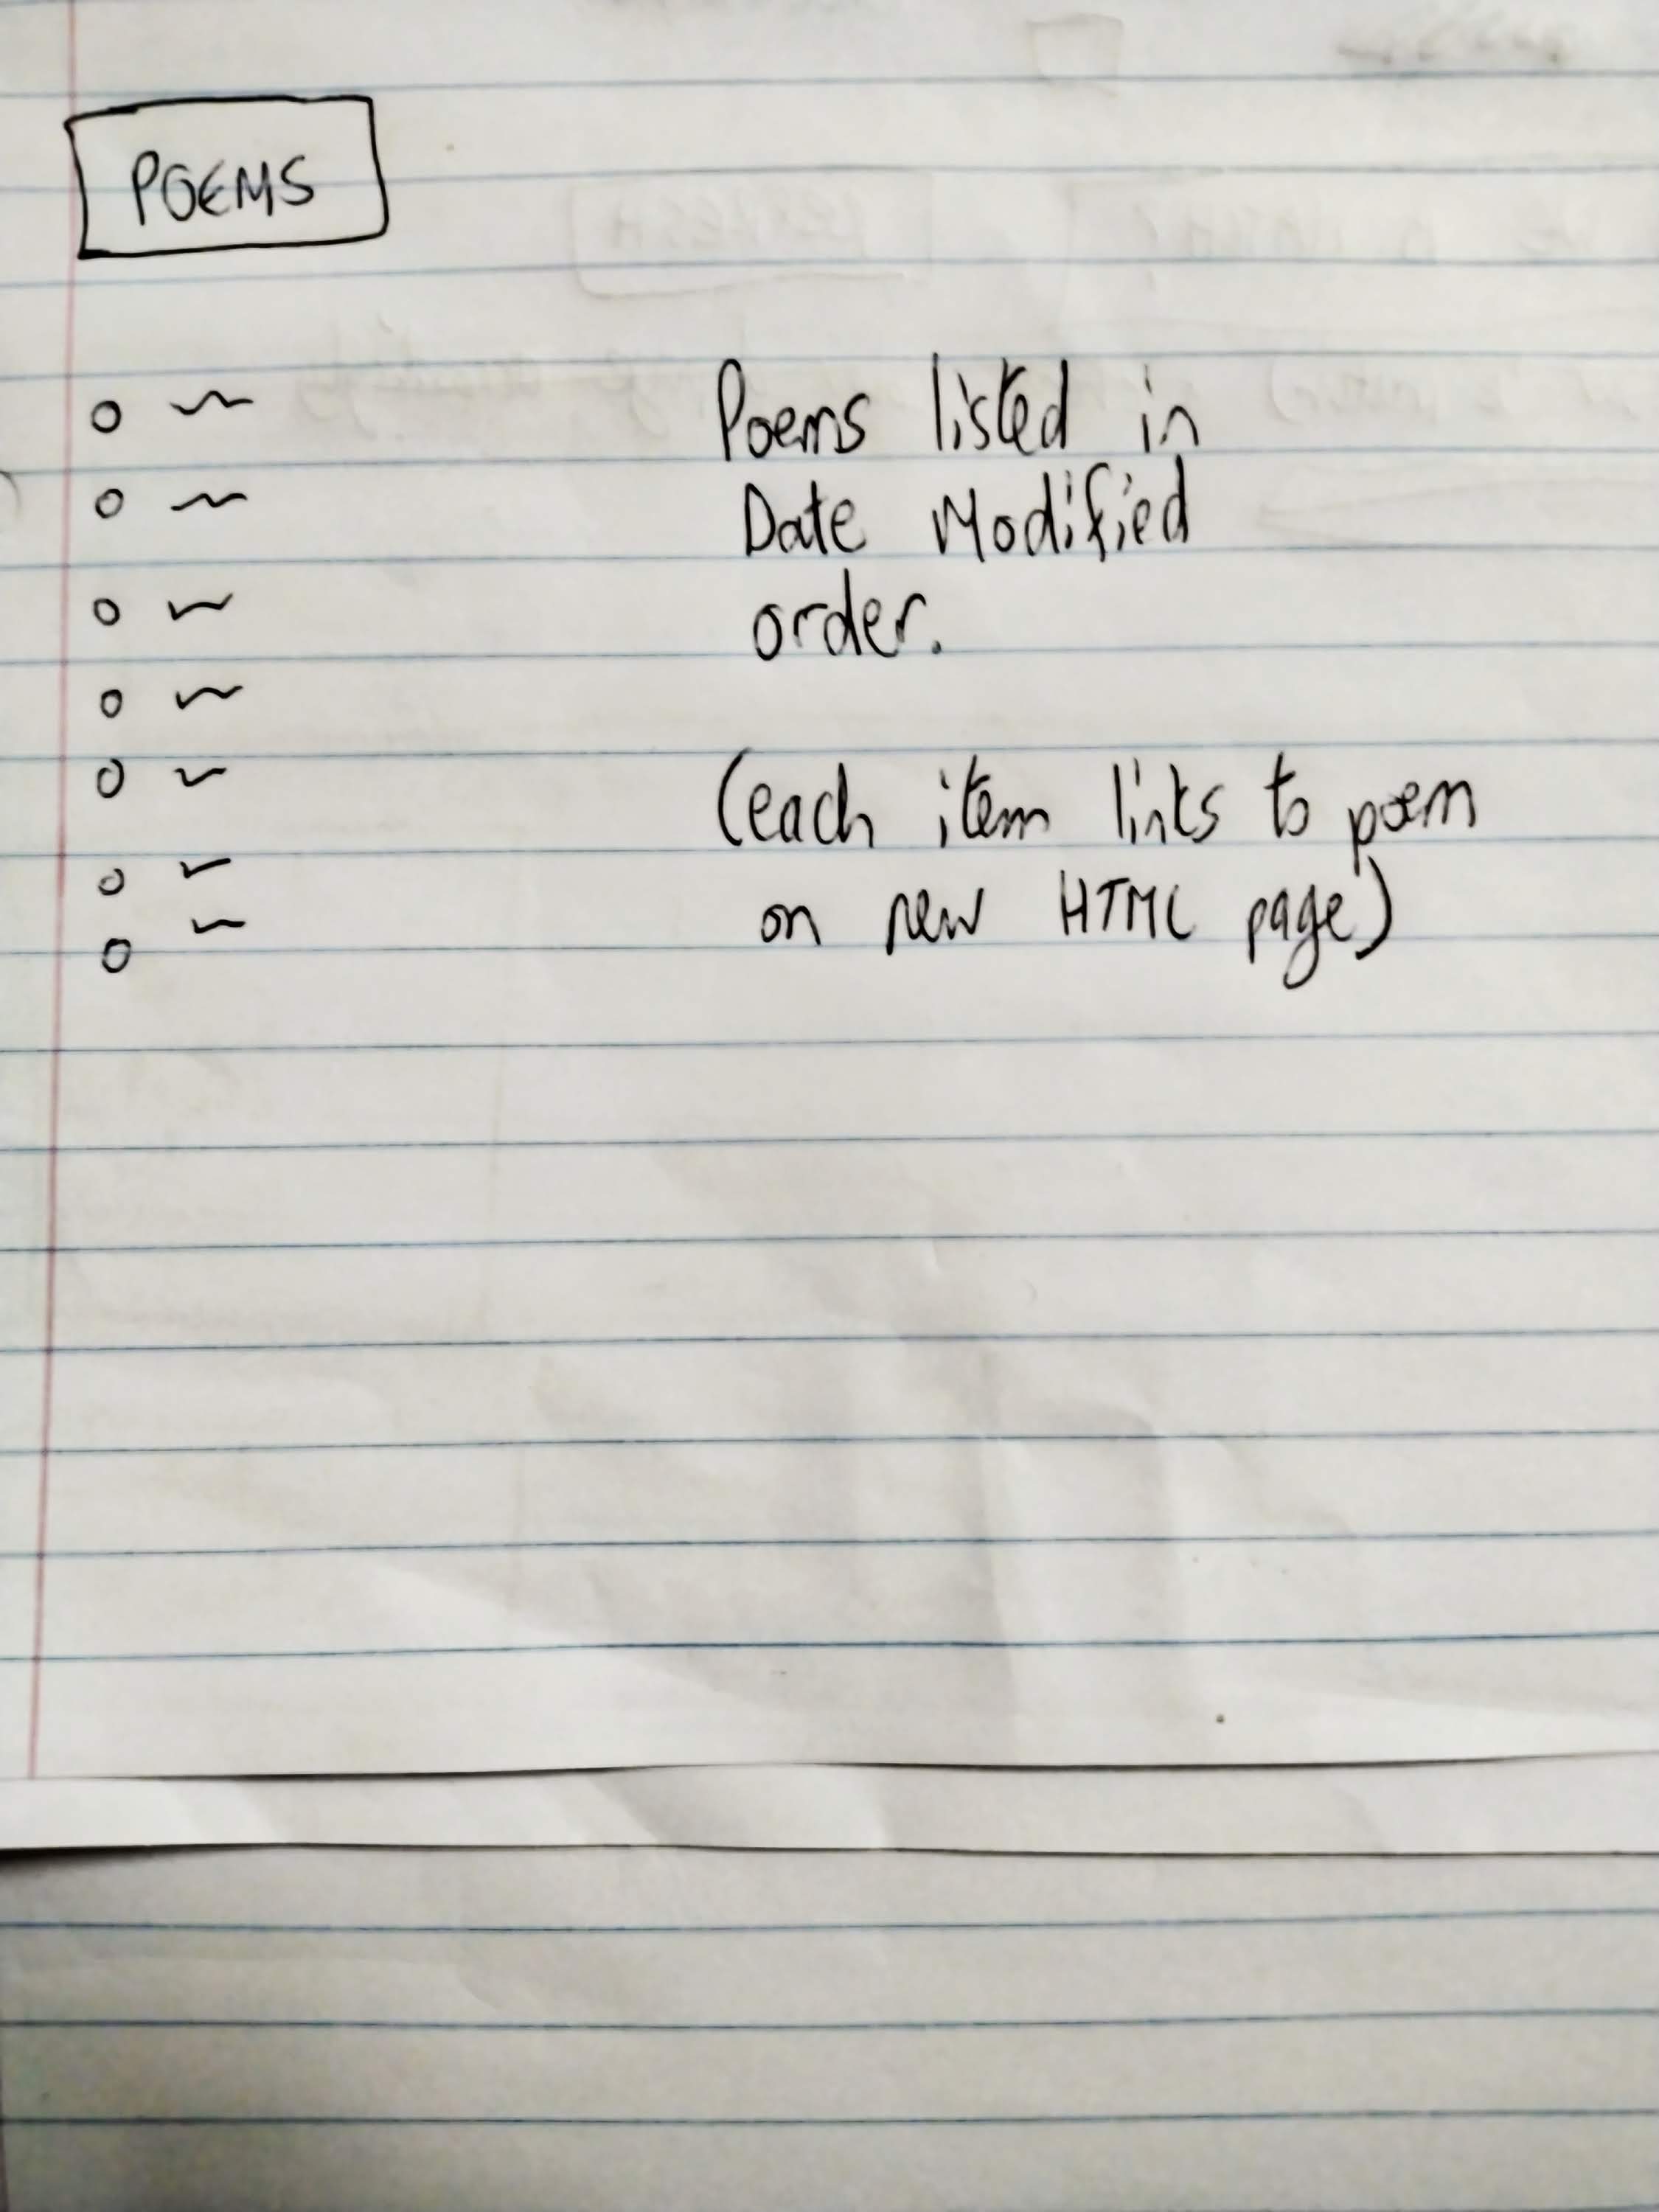 POEMS
Poems listed in
Date Modified
order.
(each item links to poem
on new HTML page)